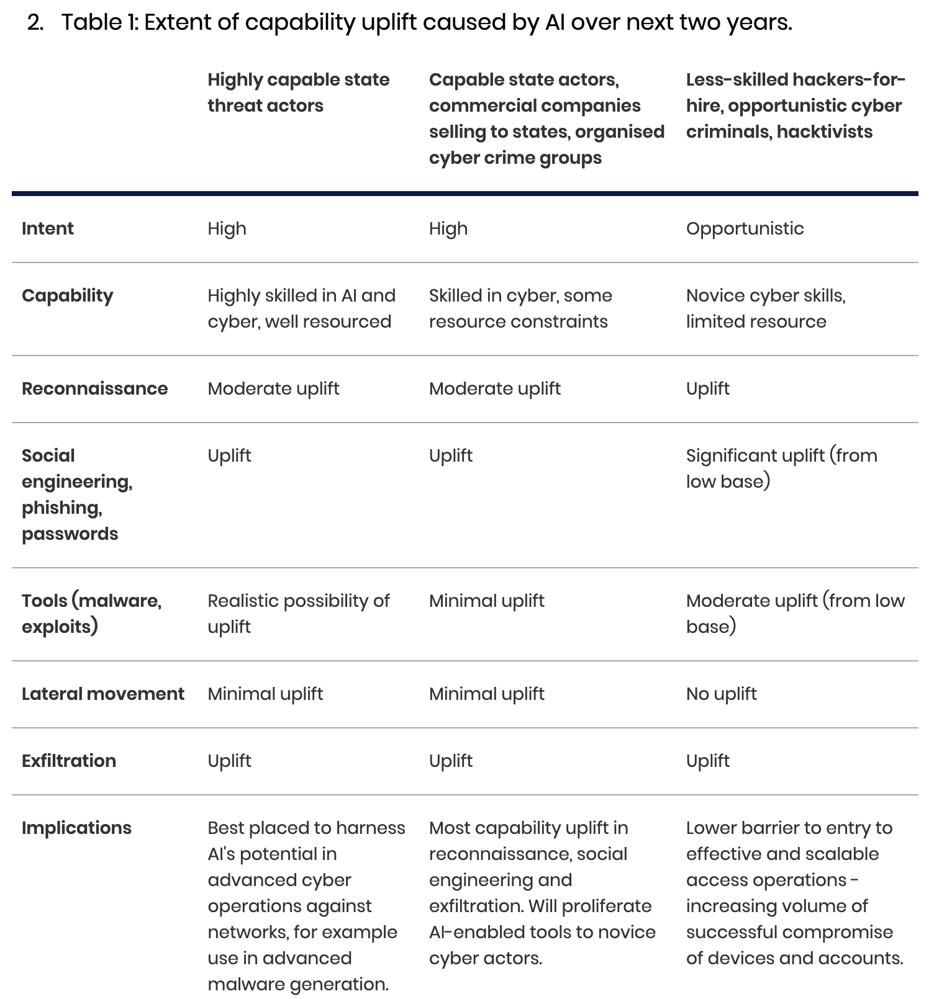 2. Table 1: Extent of capability uplift caused by AI over next two years.
Highly capable state
threat actors
Capable state actors,
commercial companies
selling to states, organised
cyber crime groups
Less-skilled hackers-for-
hire, opportunistic cyber
criminals, hacktivists
Intent
High
High
Opportunistic
Capability
Highly skilled in AI and
cyber, well resourced
Skilled in cyber, some
resource constraints
Novice cyber skills,
limited resource
Reconnaissance
Moderate uplift
Moderate uplift
Uplift
Social
engineering,
phishing,
passwords
Uplift
Uplift
Significant uplift (from
low base)
Tools (malware,
exploits)
Realistic possibility of
uplift
Minimal uplift
Moderate uplift (from low
base)
Lateral movement
Minimal uplift
Minimal uplift
No uplift
Exfiltration
Uplift
Uplift
Uplift
Implications
Best placed to harness
AI's potential in
advanced cyber
operations against
networks, for example
use in advanced
malware generation.
Most capability uplift in
reconnaissance, social
engineering and
exfiltration. Will proliferate
AI-enabled tools to novice
cyber actors.
Lower barrier to entry to
effective and scalable
access operations -
increasing volume of
successful compromise
of devices and accounts.